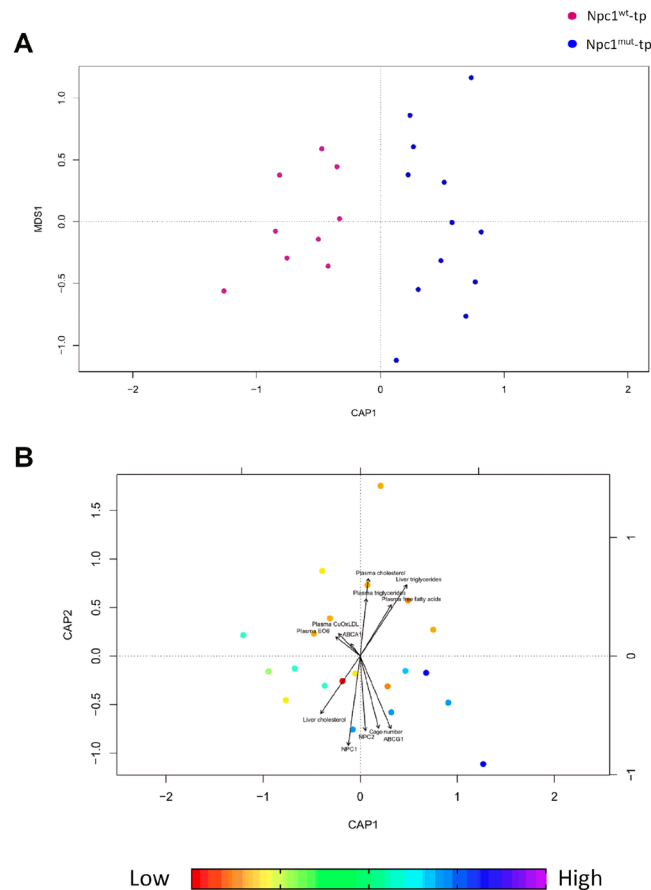 Npc1wt-tp
Npc1mut-tp
A
1.0
0.5
0.0
−0.5
−1.0
MDS1
−2
−1
0
1
2
CAP1
B
1.5
1.0
0.5
0.0
−0.5
−1.0
CAP2
1
0
−1
Plasma cholesterol
Liver triglycerides
Plasma triglycerides
Plasma free fatty acids
Plasma CuOxLDL
Plasma EO6
ABCA1
Liver cholesterol
NPC1
NPC2
Cage number
ABCG1
−2
−1
0
1
2
CAP1
Low
High